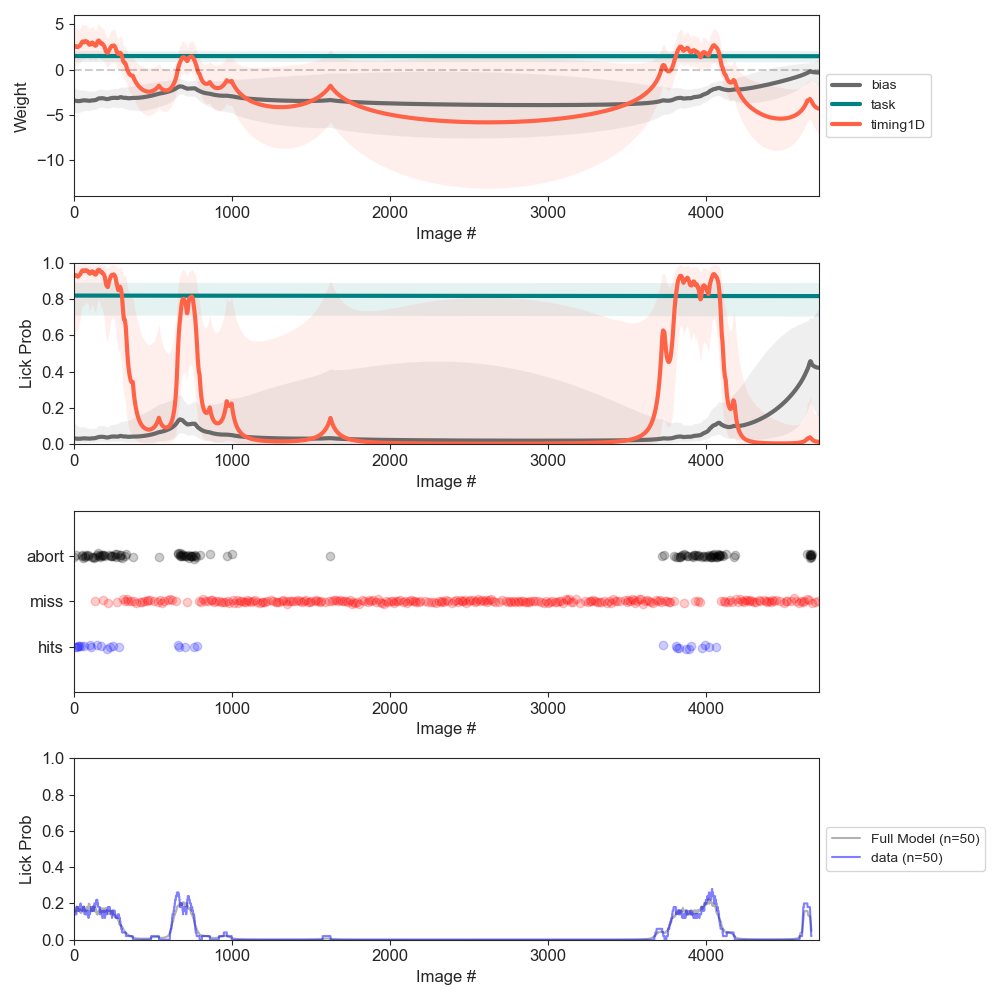 5
0
−5
−10
Weight
0 1000 2000 3000 4000
Image #
bias
task
timing1D
1.0
0.8
0.6
0.4
0.2
0.0
Lick Prob
0 1000 2000 3000 4000
Image #
abort
miss
hits
0 1000 2000 3000 4000
Image #
1.0
0.8
0.6
0.4
0.2
0.0
Lick Prob
0 1000 2000 3000 4000
Image #
Full Model (n=50)
data (n=50)